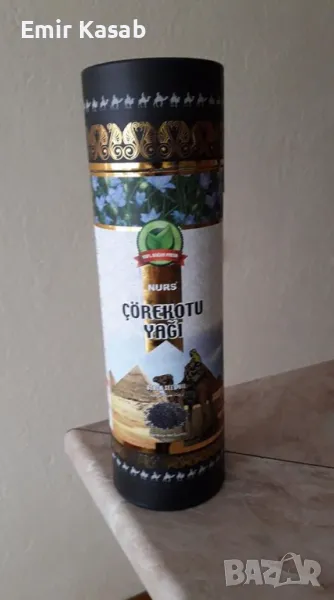 Emir Kasab
NURS
ÇÖREKOTU
YAĞI
BAZAR